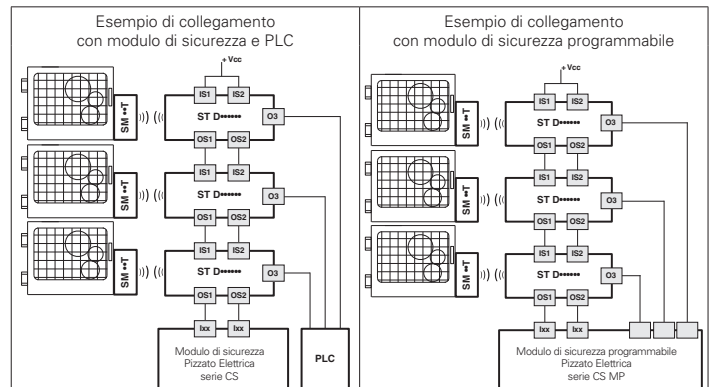 Esempio di collegamento
con modulo di sicurezza e PLC
+ Vcc
IS1 IS2
SM ••T
ST D••••••
O3
OS1 OS2
IS1 IS2
SM ••T
ST D••••••
O3
OS1 OS2
IS1 IS2
SM ••T
ST D••••••
O3
OS1 OS2
Ixx Ixx
Modulo di sicurezza
Pizzato Elettrica
serie CS
PLC
Esempio di collegamento
con modulo di sicurezza programmabile
+ Vcc
IS1 IS2
SM ••T
ST D••••••
O3
OS1 OS2
IS1 IS2
SM ••T
ST D••••••
O3
OS1 OS2
IS1 IS2
SM ••T
ST D••••••
O3
OS1 OS2
Ixx Ixx
Modulo di sicurezza programmabile
Pizzato Elettrica
serie CS MP